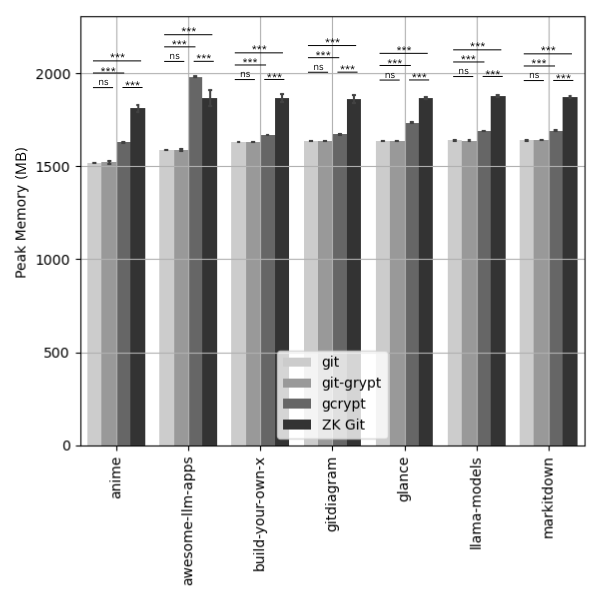 ***
***
ns
***
***
***
ns
***
***
***
ns
***
***
***
ns
***
***
***
ns
***
***
***
ns
***
***
***
ns
***
Peak Memory (MB)
2000
1500
1000
500
0
git
git-grypt
gcrypt
ZK Git
anime
awesome-llm-apps
build-your-own-x
gitdiagram
glance
llama-models
markitdown